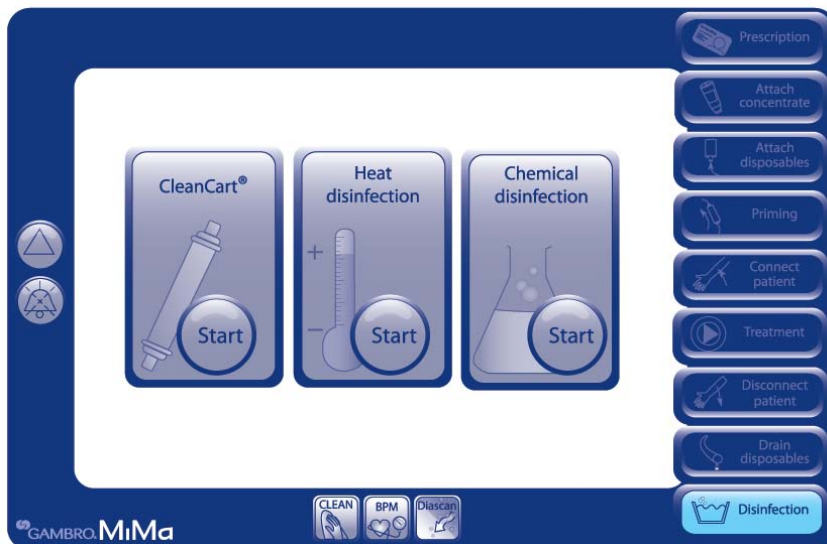 Prescription
Attach
concentrate
Attach
disposables
Priming
Connect
patient
Treatment
Disconnect
patient
Drain
disposables
Disinfection
CleanCart®
Start
Heat
disinfection
+
–
Start
Chemical
disinfection
Start
CLEAN
BPM
Diascan
GAMBRO. MiMa